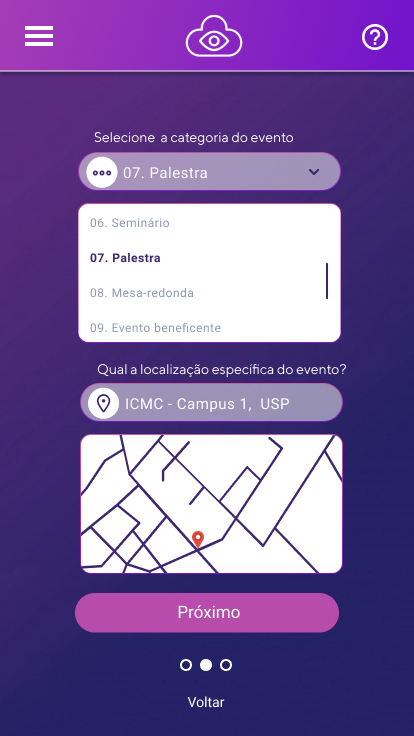 Selecione a categoria do evento
07. Palestra
06. Seminário
07. Palestra
08. Mesa-redonda
09. Evento beneficente
Qual a localização específica do evento?
ICMC - Campus 1, USP
Próximo
Voltar